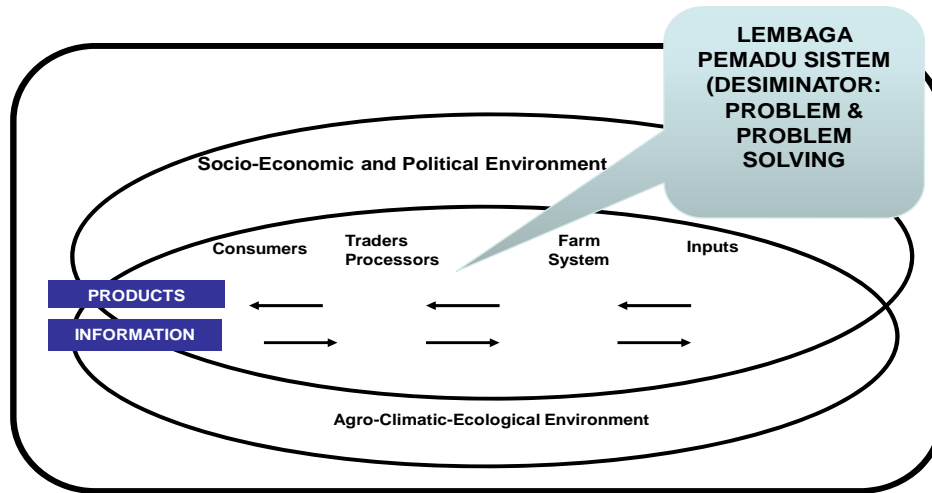 LEMBAGA
PEMADU SISTEM
(DESIMINATOR:
PROBLEM &
PROBLEM
SOLVING
Socio-Economic and Political Environment
Consumers
Traders
Processors
Farm
System
Inputs
PRODUCTS
INFORMATION
Agro-Climatic-Ecological Environment